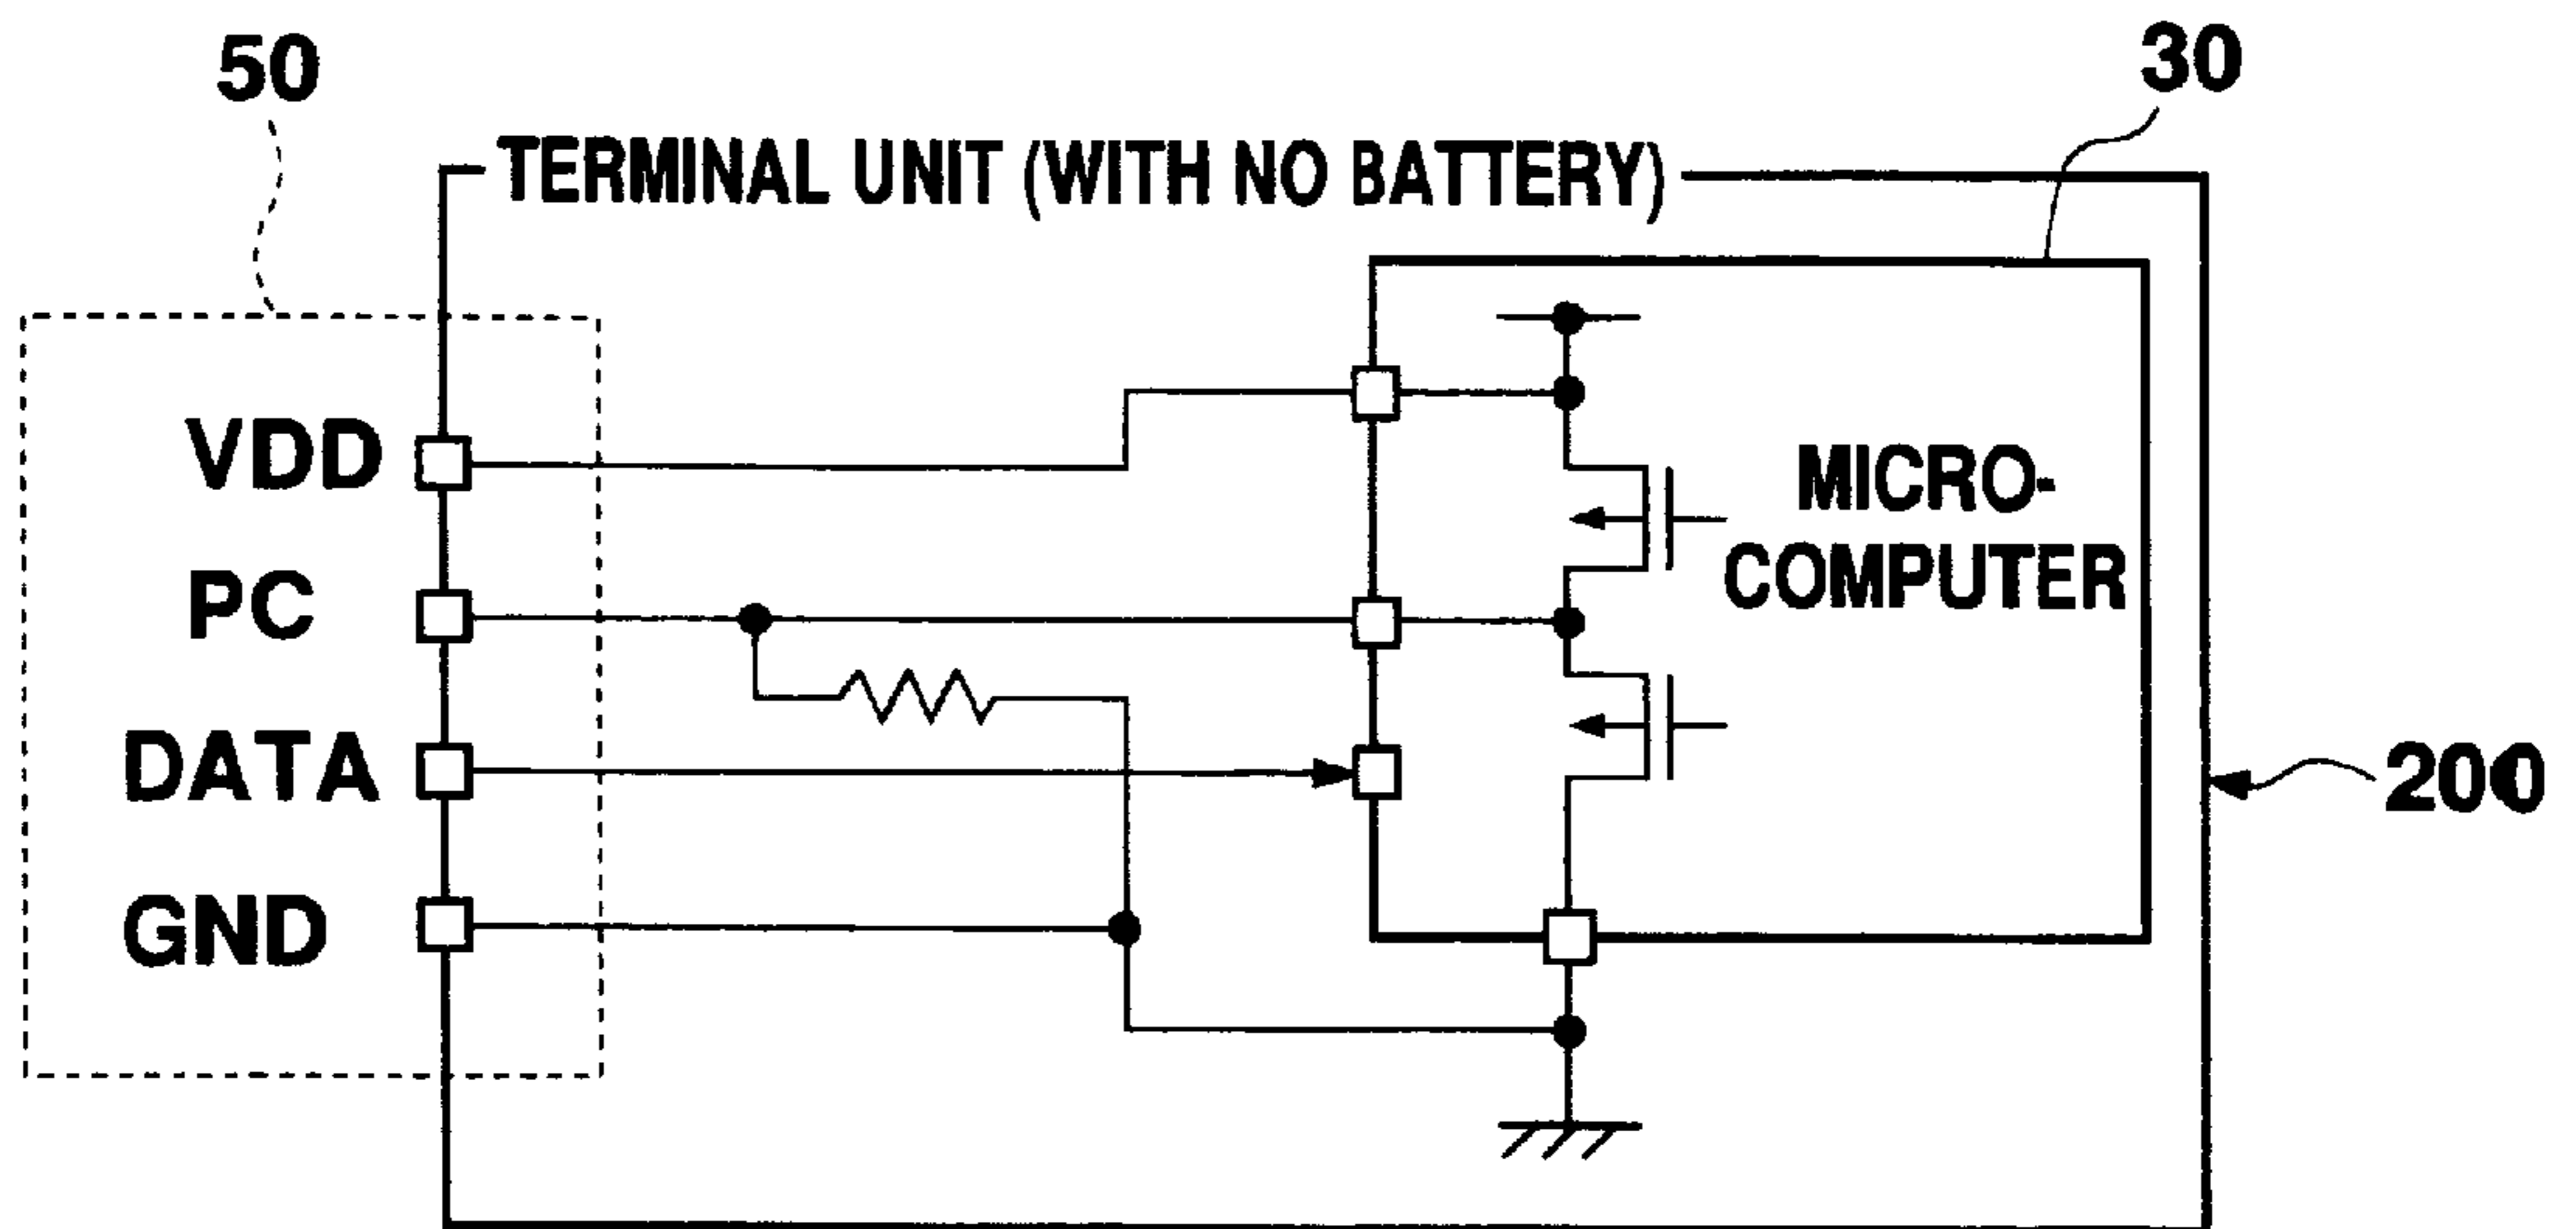 50
30
TERMINAL UNIT (WITH NO BATTERY)
VDD
MICRO-
COMPUTER
PC
DATA
200
GND